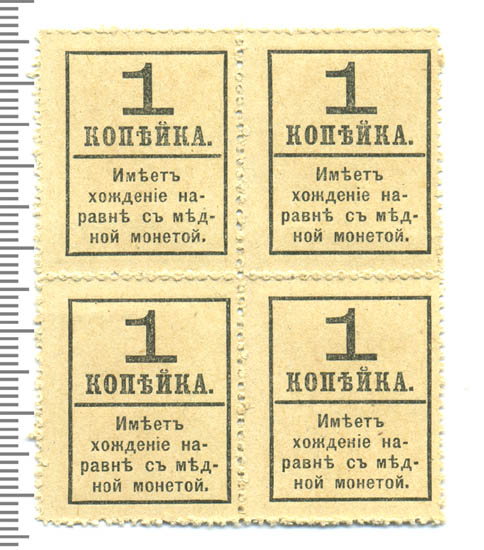 1
КОПѢЙКА.
Имѣетъ
хожденіе на-
равнѣ съ мѣд-
ной монетой.
1
КОПѢЙКА.
Имѣетъ
хожденіе на-
равнѣ съ мѣд-
ной монетой.
1
КОПѢЙКА.
Имѣетъ
хожденіе на-
равнѣ съ мѣд-
ной монетой.
1
КОПѢЙКА.
Имѣетъ
хожденіе на-
равнѣ съ мѣд-
ной монетой.